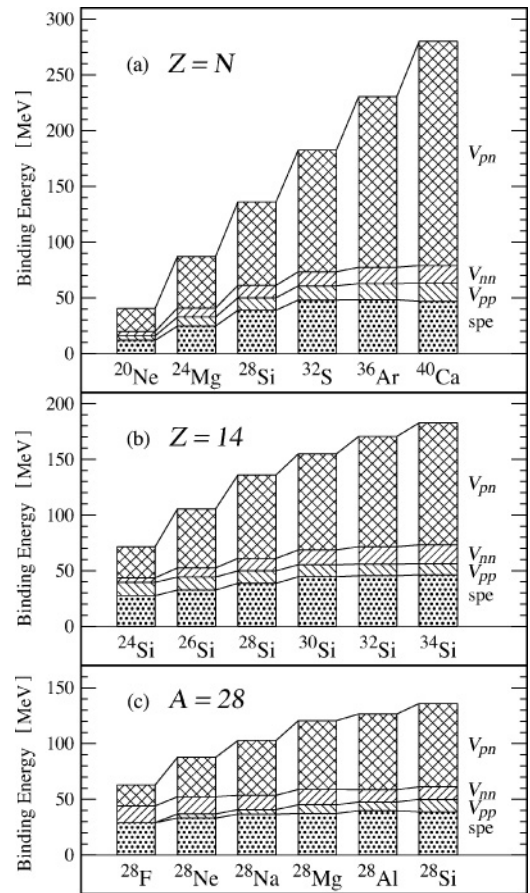 Binding Energy [MeV]
300
250
200
150
100
50
0
(a) Z = N
V_pn
V_nn
V_pp
spe
²⁰Ne ²⁴Mg ²⁸Si ³²S ³⁶Ar ⁴⁰Ca
Binding Energy [MeV]
200
150
100
50
0
(b) Z = 14
V_pn
V_nn
V_pp
spe
²⁴Si ²⁶Si ²⁸Si ³⁰Si ³²Si ³⁴Si
Binding Energy [MeV]
150
100
50
0
(c) A = 28
V_pn
V_nn
V_pp
spe
²⁸F ²⁸Ne ²⁸Na ²⁸Mg ²⁸Al ²⁸Si